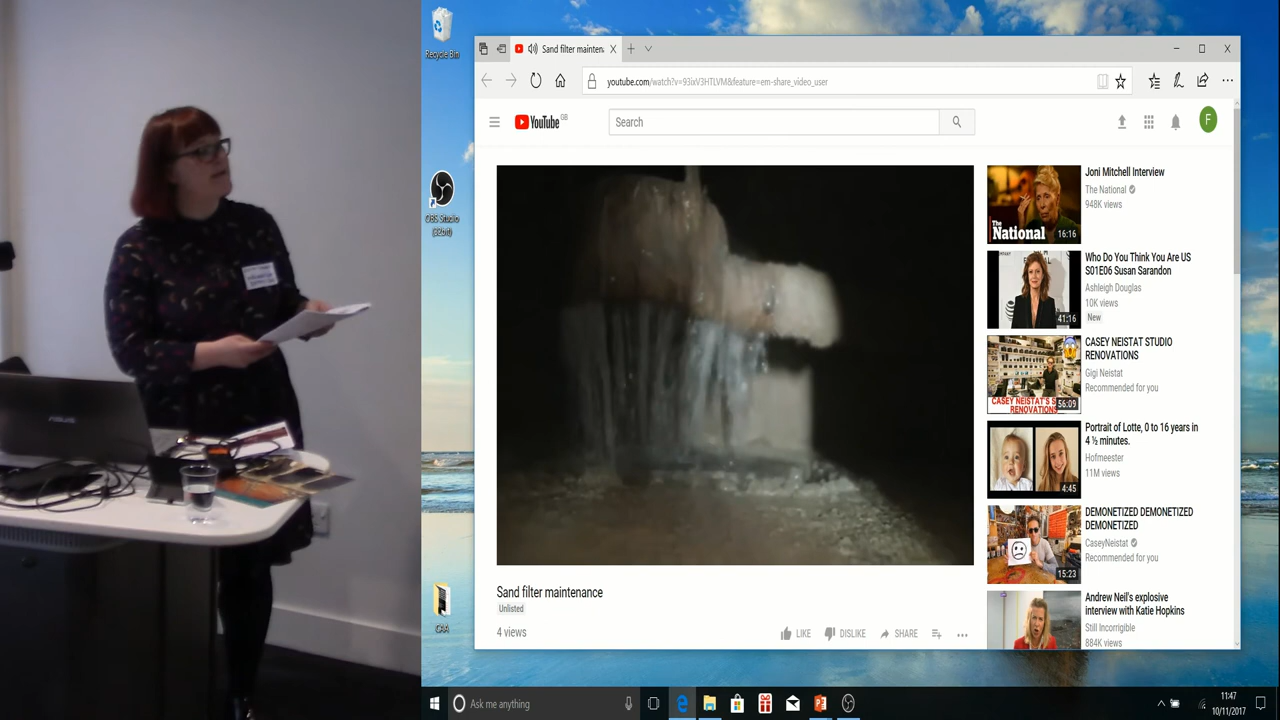 Recycle Bin
OBS Studio
(32bit)
CAA
Sand filter mainten
youtube.com/watch?v=93ixV3HTLVM&feature=em-share_video_user
YouTube GB
Search
F
Sand filter maintenance
Unlisted
4 views
LIKE
DISLIKE
SHARE
The
National
16:16
Joni Mitchell Interview
The National
948K views
41:16
Who Do You Think You Are US
S01E06 Susan Sarandon
Ashleigh Douglas
10K views
New
CASEY NEISTAT'S S
RENOVATIONS
56:09
CASEY NEISTAT STUDIO
RENOVATIONS
Gigi Neistat
Recommended for you
4:45
Portrait of Lotte, 0 to 16 years in
4 ½ minutes.
Hofmeester
11M views
15:23
DEMONETIZED DEMONETIZED
DEMONETIZED
CaseyNeistat
Recommended for you
Andrew Neil's explosive
interview with Katie Hopkins
Still Incorrigible
884K views
Ask me anything
11:47
10/11/2017
ASUS